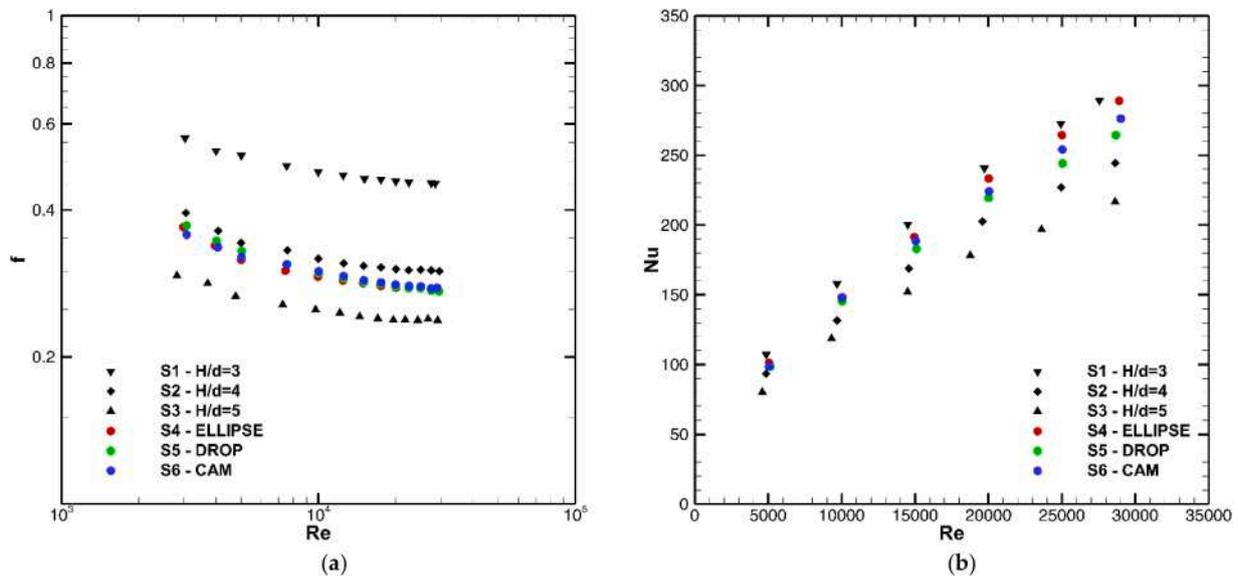 1
0.8
0.6
0.4
0.2
f
S1 - H/d=3
S2 - H/d=4
S3 - H/d=5
S4 - ELLIPSE
S5 - DROP
S6 - CAM
10³ 10⁴ 10⁵
Re
(a)
350
300
250
200
150
100
50
0
Nu
S1 - H/d=3
S2 - H/d=4
S3 - H/d=5
S4 - ELLIPSE
S5 - DROP
S6 - CAM
0 5000 10000 15000 20000 25000 30000 35000
Re
(b)